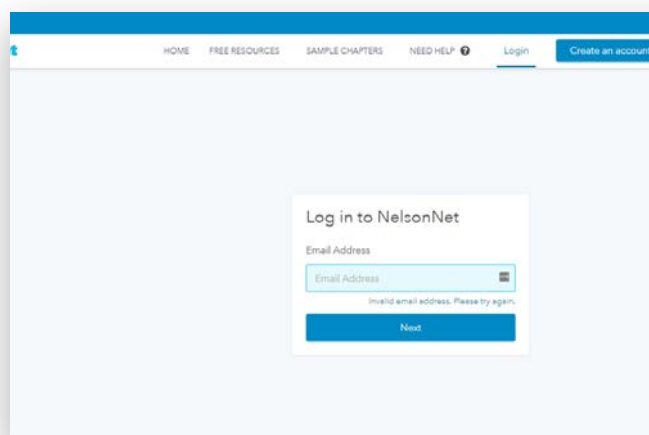 t
HOME FREE RESOURCES SAMPLE CHAPTERS NEED HELP ? Login Create an account
Log in to NelsonNet
Email Address
Email Address
Invalid email address. Please try again.
Next